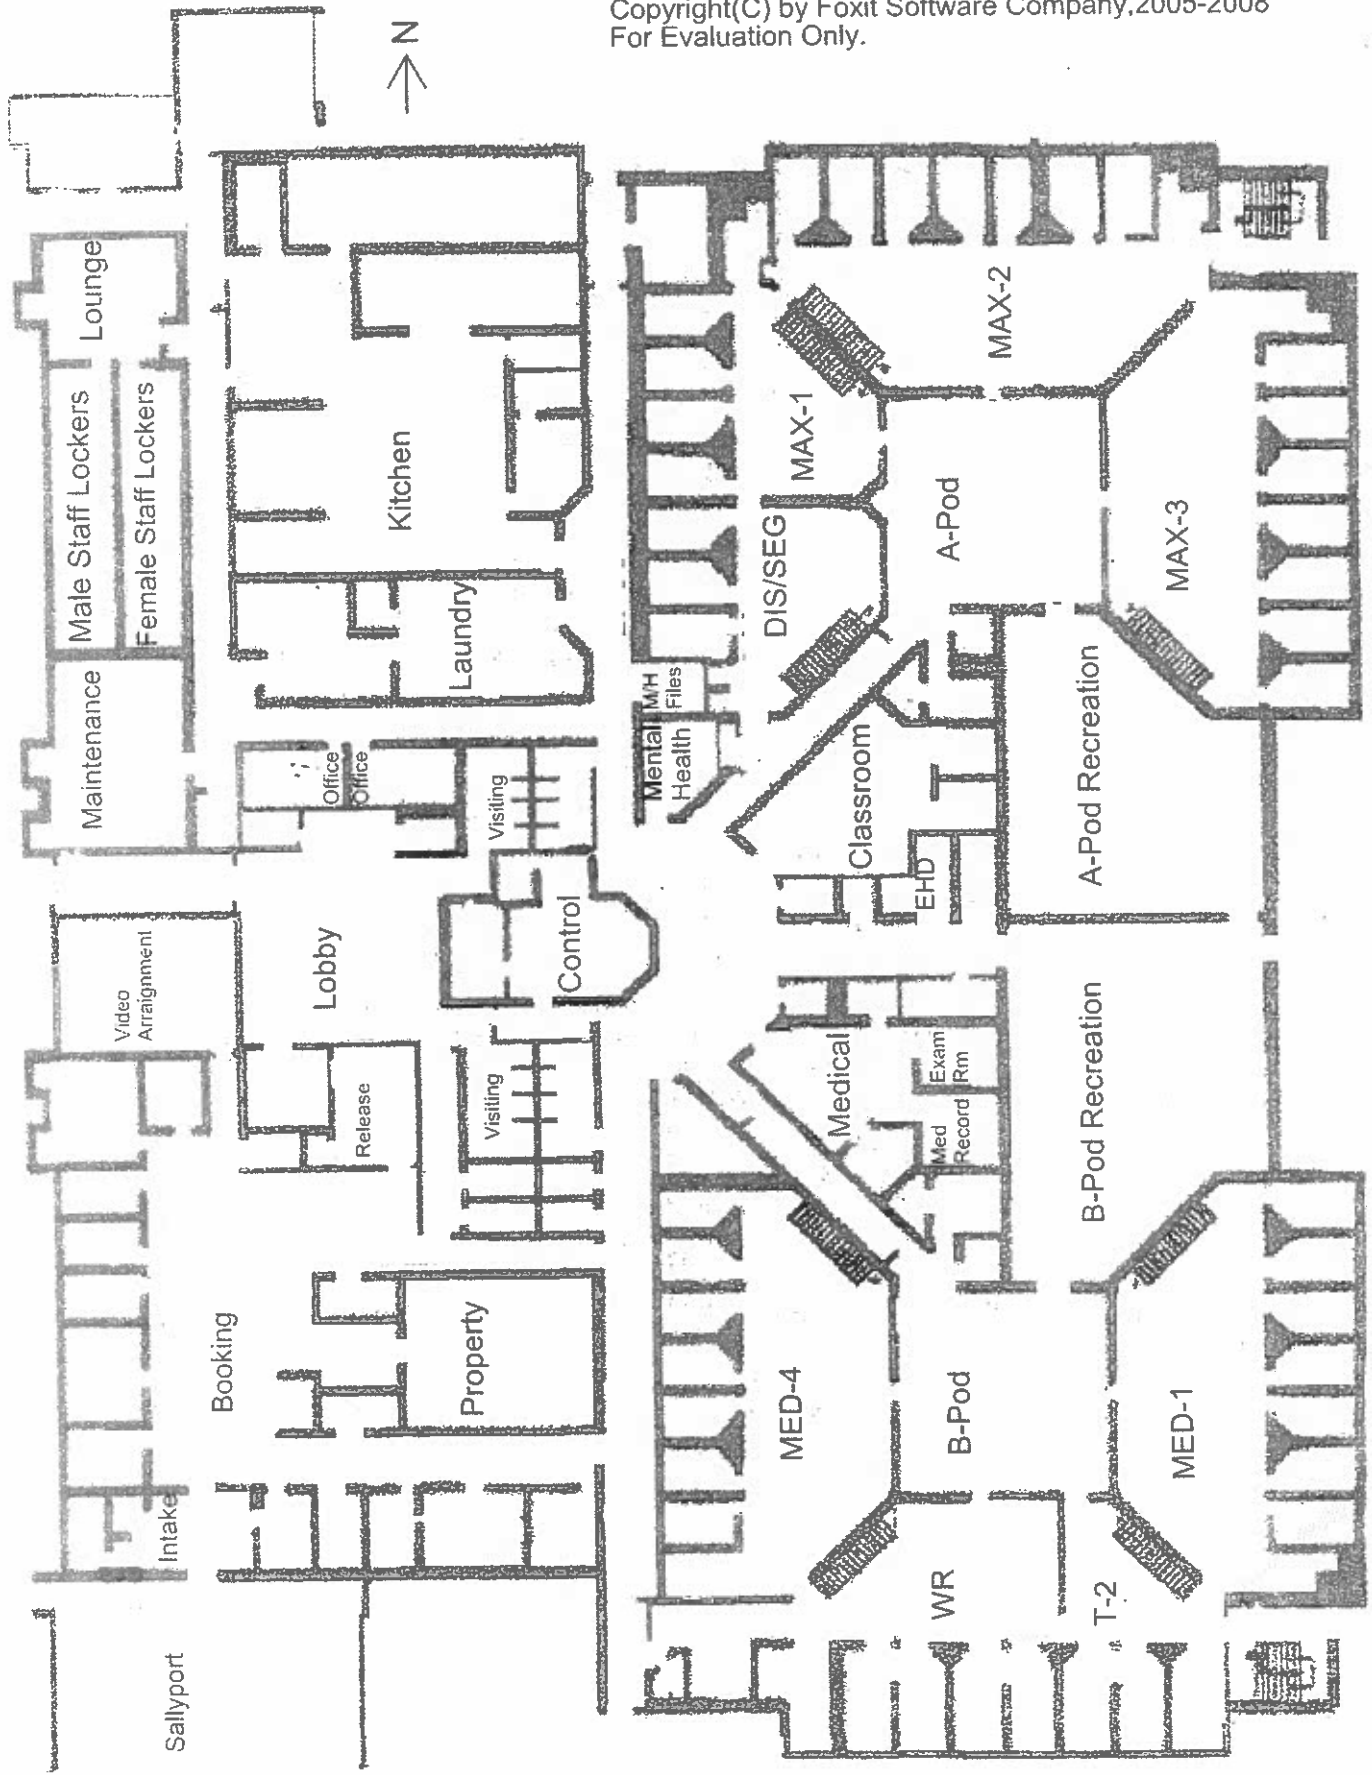 Copyright(C) by Foxit Software Company,2005-2008
For Evaluation Only.
N
Lounge
Male Staff Lockers
Female Staff Lockers
Maintenance
Kitchen
Laundry
Office
Office
Visiting
Video
Arraignment
Lobby
Control
Release
Visiting
Booking
Property
Intake
Sallyport
MAX-2
MAX-1
DIS/SEG
A-Pod
MAX-3
M/H
Files
Mental
Health
Classroom
EHD
A-Pod Recreation
Medical
Exam
Rm
Med
Record
B-Pod Recreation
MED-4
B-Pod
MED-1
WR
T-2